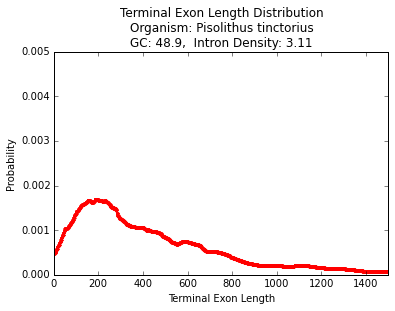 Terminal Exon Length Distribution
Organism: Pisolithus tinctorius
GC: 48.9,  Intron Density: 3.11
0.005
0.004
0.003
0.002
0.001
0.000
Probability
0 200 400 600 800 1000 1200 1400
Terminal Exon Length